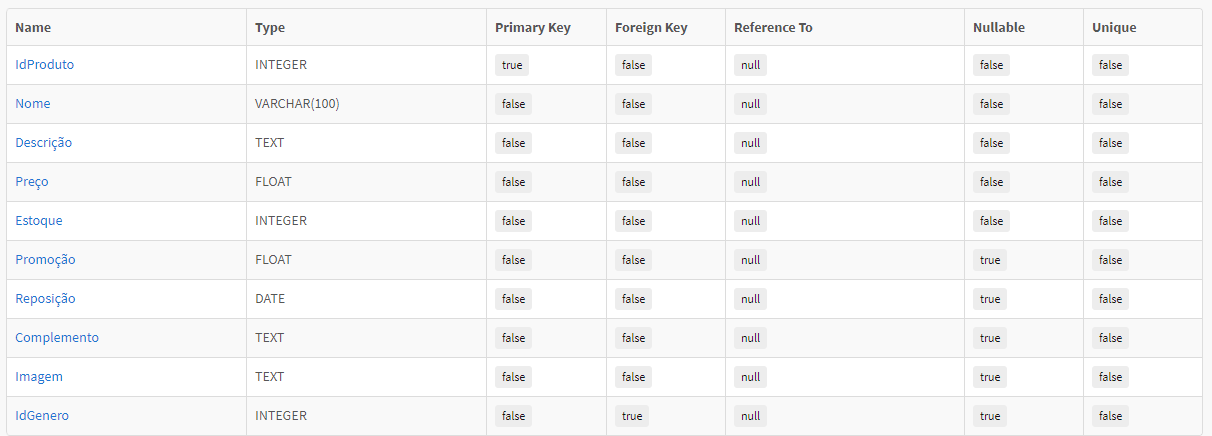 Name Type Primary Key Foreign Key Reference To Nullable Unique
IdProduto INTEGER true false null false false
Nome VARCHAR(100) false false null false false
Descrição TEXT false false null false false
Preço FLOAT false false null false false
Estoque INTEGER false false null false false
Promoção FLOAT false false null true false
Reposição DATE false false null true false
Complemento TEXT false false null true false
Imagem TEXT false false null true false
IdGenero INTEGER false true null true false